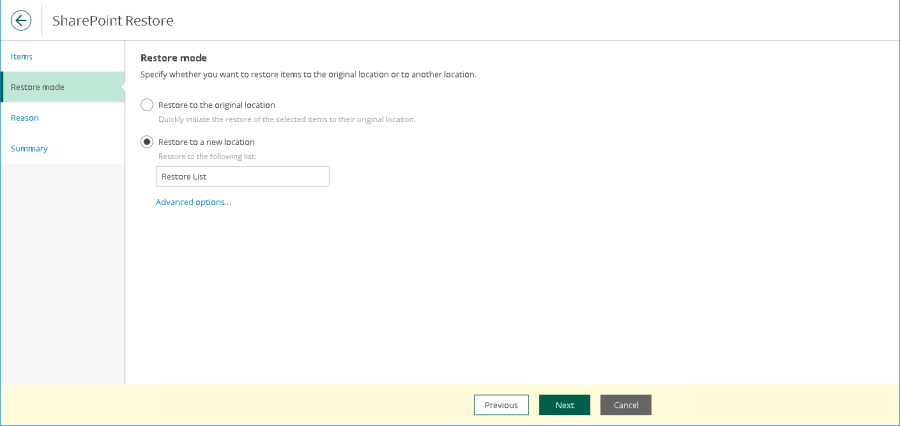 SharePoint Restore
Items
Restore mode
Reason
Summary
Restore mode
Specify whether you want to restore items to the original location or to another location.
Restore to the original location
Quickly initiate the restore of the selected items to their original location.
Restore to a new location
Restore to the following list:
Restore List
Advanced options...
Previous
Next
Cancel